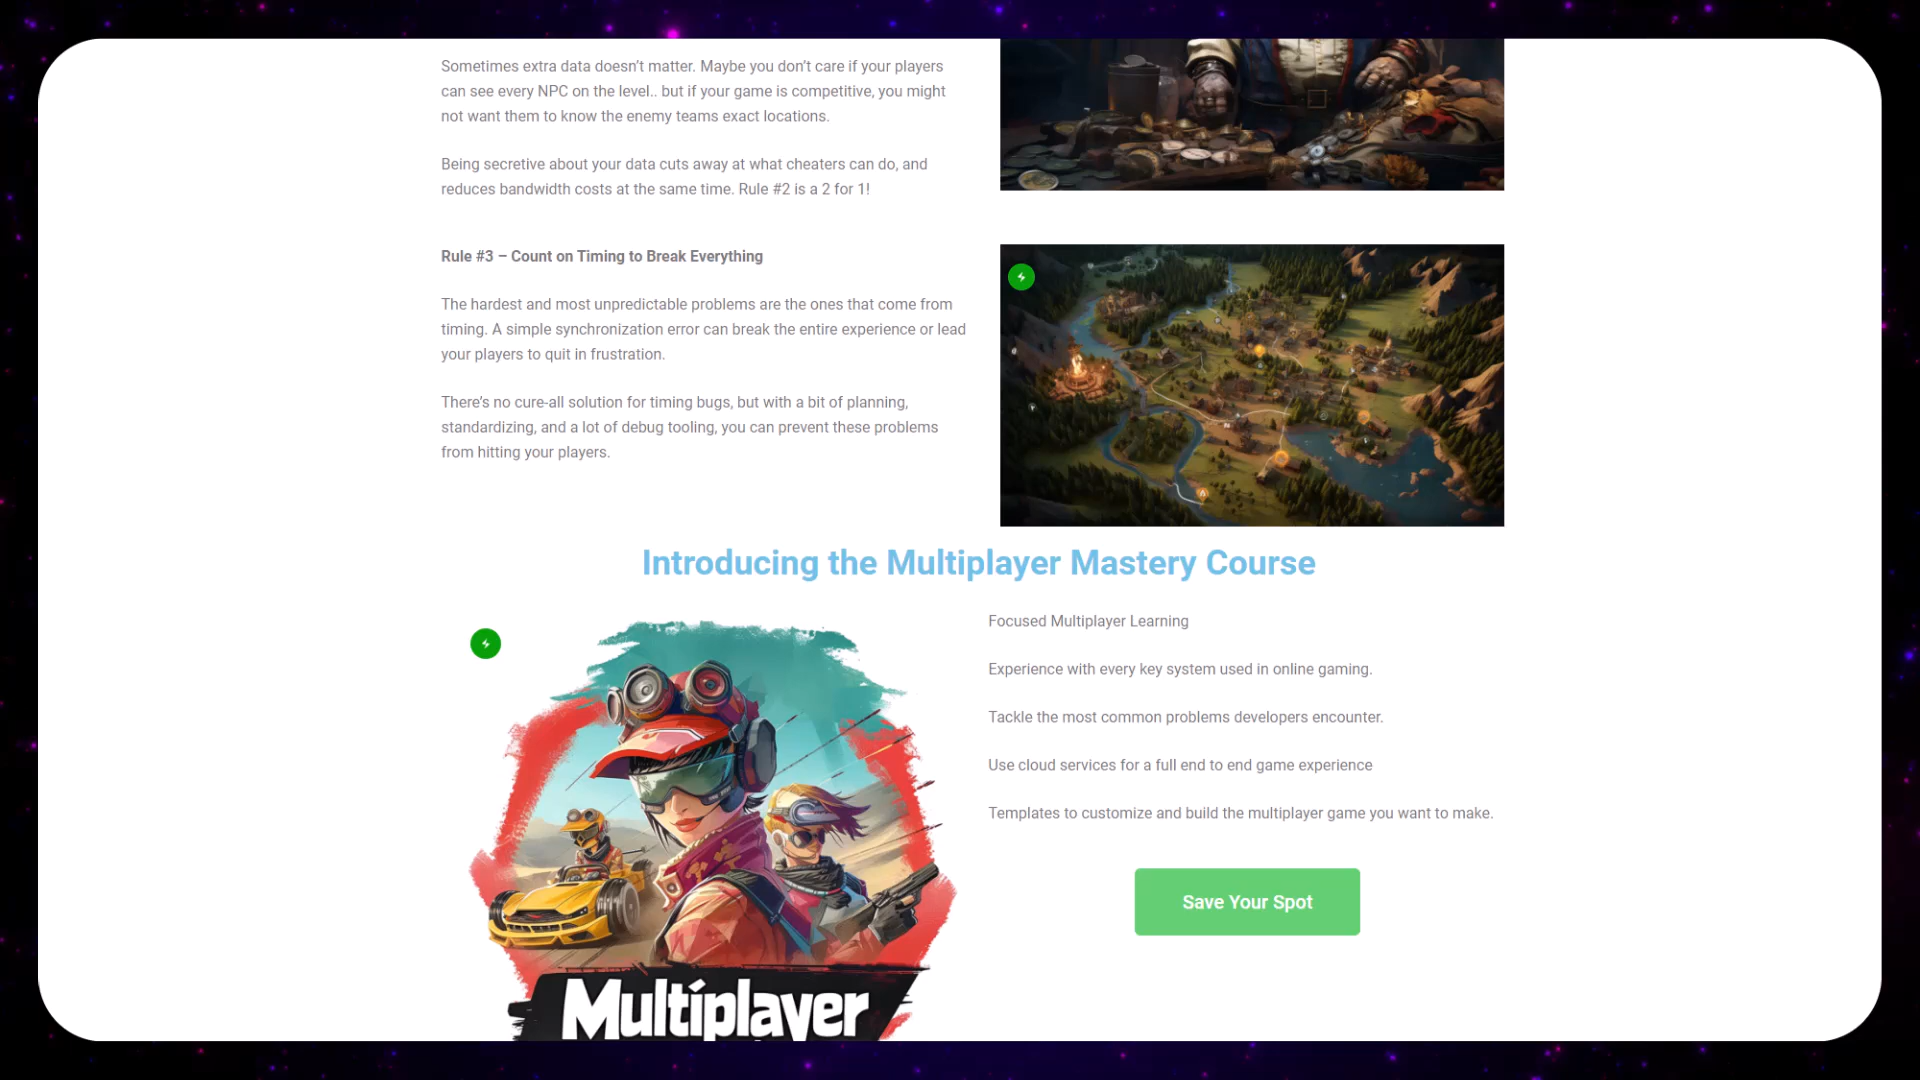 Sometimes extra data doesn’t matter. Maybe you don’t care if your players
can see every NPC on the level.. but if your game is competitive, you might
not want them to know the enemy teams exact locations.
Being secretive about your data cuts away at what cheaters can do, and
reduces bandwidth costs at the same time. Rule #2 is a 2 for 1!
Rule #3 – Count on Timing to Break Everything
The hardest and most unpredictable problems are the ones that come from
timing. A simple synchronization error can break the entire experience or lead
your players to quit in frustration.
There’s no cure-all solution for timing bugs, but with a bit of planning,
standardizing, and a lot of debug tooling, you can prevent these problems
from hitting your players.
Introducing the Multiplayer Mastery Course
Focused Multiplayer Learning
Experience with every key system used in online gaming.
Tackle the most common problems developers encounter.
Use cloud services for a full end to end game experience
Templates to customize and build the multiplayer game you want to make.
Save Your Spot
Multiplayer